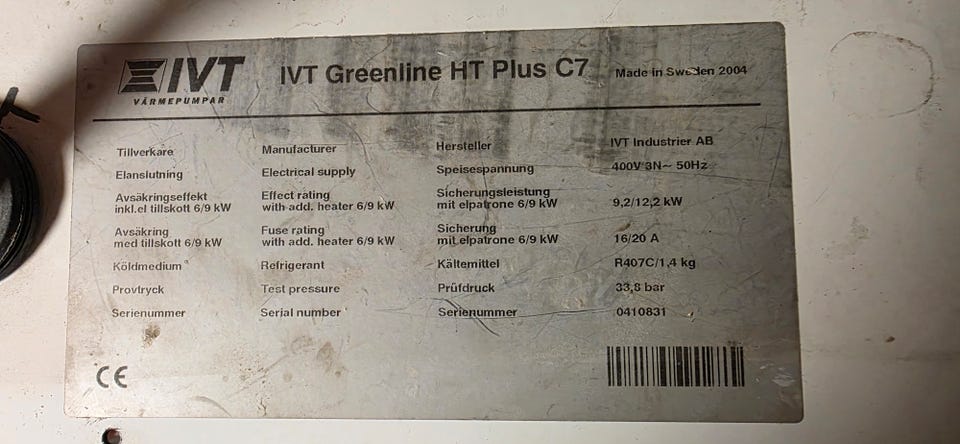 IVT
VÄRMEPUMPAR
IVT Greenline HT Plus C7 Made in Sweden 2004
Tillverkare Manufacturer Hersteller IVT Industrier AB
Elanslutning Electrical supply Speisespannung 400V 3N~ 50Hz
Avsäkringseffekt Effect rating Sicherungsleistung
inkl.el tillskott 6/9 kW with add. heater 6/9 kW mit elpatrone 6/9 kW 9,2/12,2 kW
Avsäkring Fuse rating Sicherung
med tillskott 6/9 kW with add. heater 6/9 kW mit elpatrone 6/9 kW 16/20 A
Köldmedium Refrigerant Kältemittel R407C/1,4 kg
Provtryck Test pressure Prüfdruck 33,8 bar
Serienummer Serial number Serienummer 0410831
CE